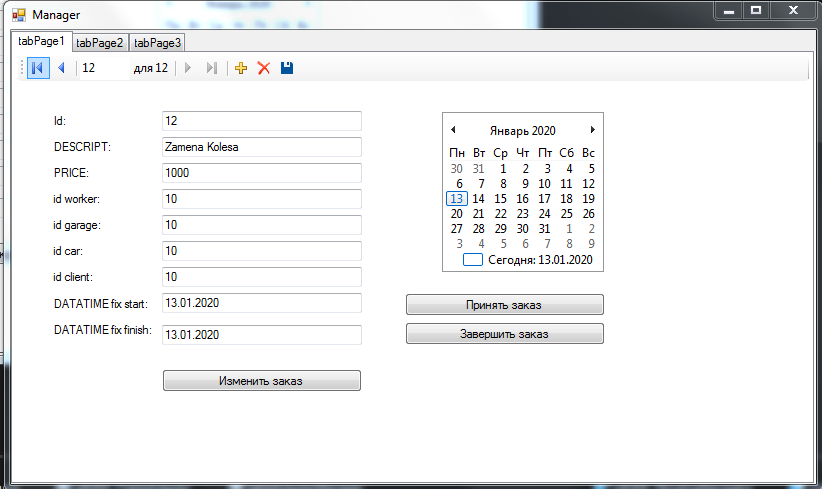 Manager
tabPage1 tabPage2 tabPage3
12 для 12
Id: 12
DESCRIPT: Zamena Kolesa
PRICE: 1000
id worker: 10
id garage: 10
id car: 10
id client: 10
DATATIME fix start: 13.01.2020
DATATIME fix finish: 13.01.2020
Изменить заказ
Январь 2020
Пн Вт Ср Чт Пт Сб Вс
30 31 1 2 3 4 5
6 7 8 9 10 11 12
13 14 15 16 17 18 19
20 21 22 23 24 25 26
27 28 29 30 31 1 2
3 4 5 6 7 8 9
Сегодня: 13.01.2020
Принять заказ
Завершить заказ